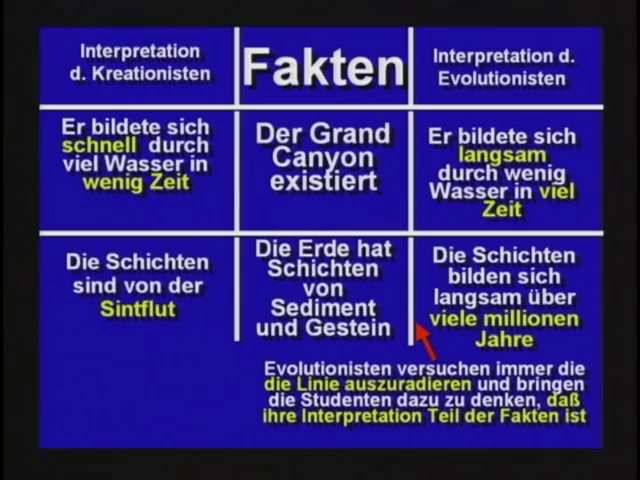 Interpretation
d. Kreationisten
Fakten
Interpretation d.
Evolutionisten
Er bildete sich
schnell durch
viel Wasser in
wenig Zeit
Der Grand
Canyon
existiert
Er bildete sich
langsam
durch wenig
Wasser in viel
Zeit
Die Schichten
sind von der
Sintflut
Die Erde hat
Schichten
von
Sediment
und Gestein
Die Schichten
bilden sich
langsam über
viele millionen
Jahre
Evolutionisten versuchen immer die
die Linie auszuradieren und bringen
die Studenten dazu zu denken, daß
ihre Interpretation Teil der Fakten ist